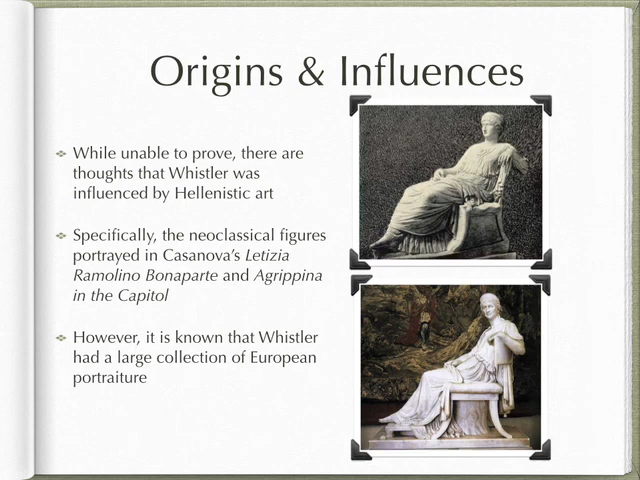 Origins & Influences
While unable to prove, there are
thoughts that Whistler was
influenced by Hellenistic art
Specifically, the neoclassical figures
portrayed in Casanova's Letizia
Ramolino Bonaparte and Agrippina
in the Capitol
However, it is known that Whistler
had a large collection of European
portraiture